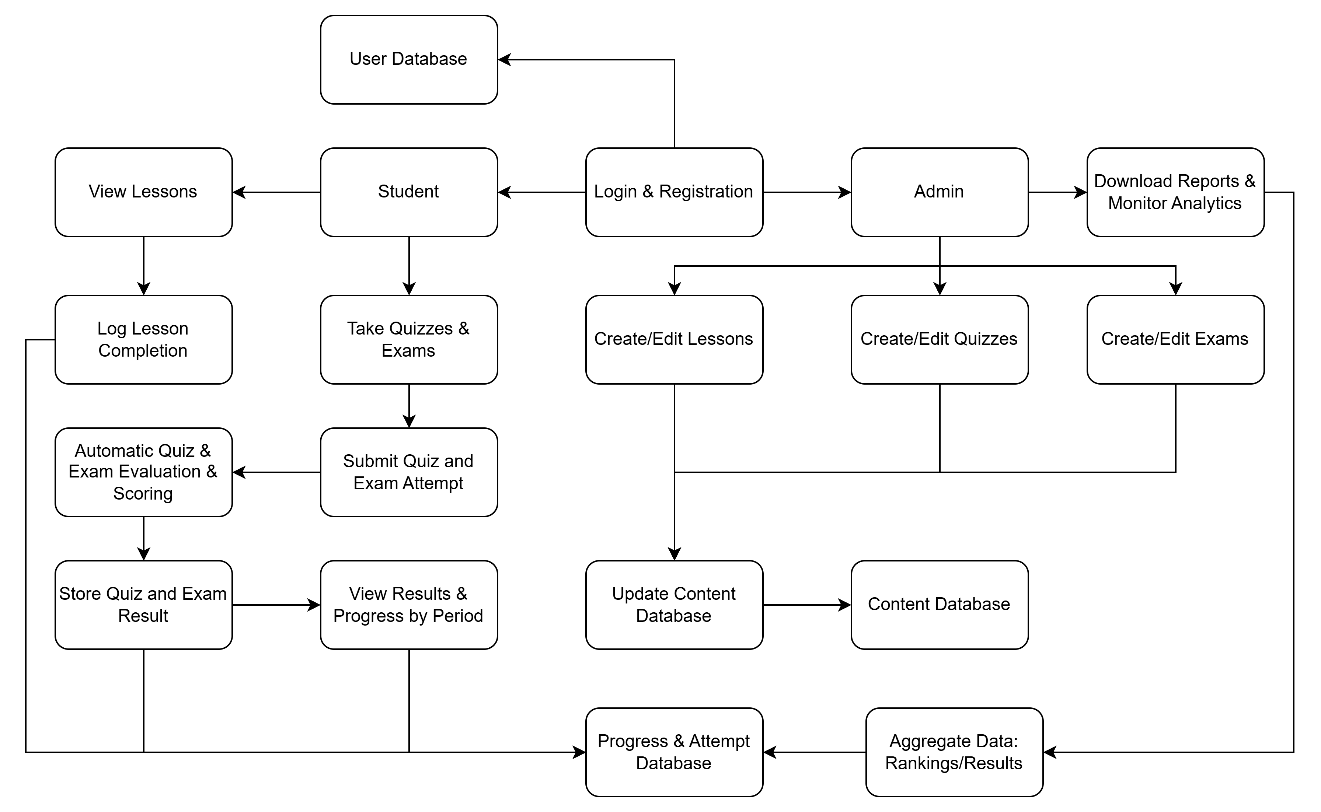 User Database
View Lessons
Student
Login & Registration
Admin
Download Reports &
Monitor Analytics
Log Lesson
Completion
Take Quizzes &
Exams
Create/Edit Lessons
Create/Edit Quizzes
Create/Edit Exams
Automatic Quiz &
Exam Evaluation &
Scoring
Submit Quiz and
Exam Attempt
Store Quiz and Exam
Result
View Results &
Progress by Period
Update Content
Database
Content Database
Progress & Attempt
Database
Aggregate Data:
Rankings/Results